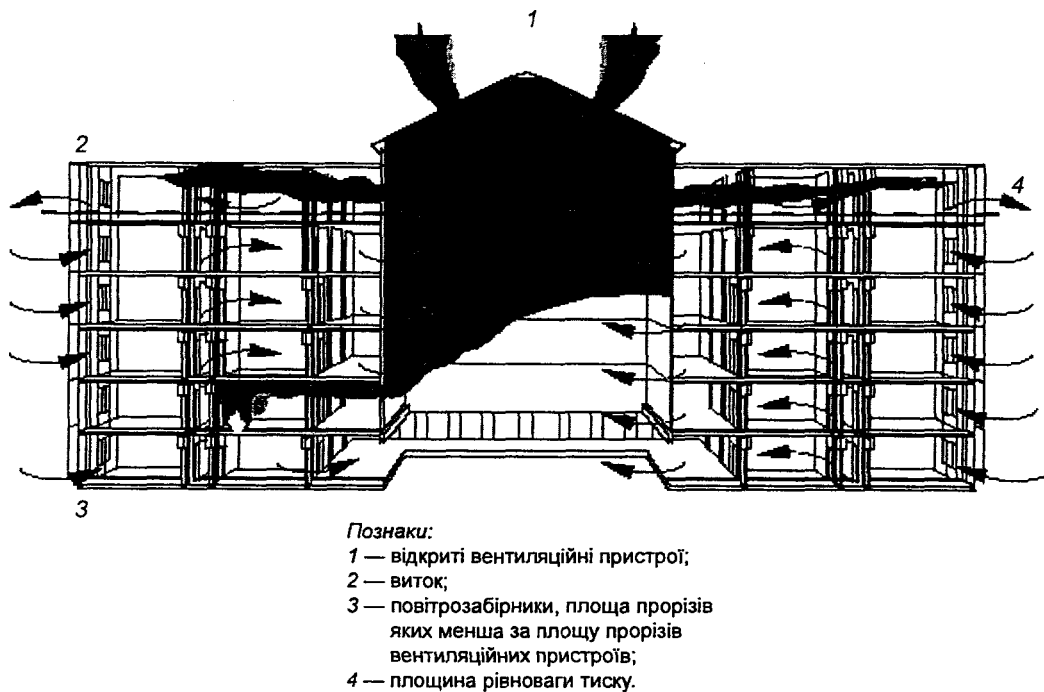 1
2
4
3
Познаки:
1 — відкриті вентиляційні пристрої;
2 — виток;
3 — повітрозабірники, площа прорізів
яких менша за площу прорізів
вентиляційних пристроїв;
4 — площина рівноваги тиску.